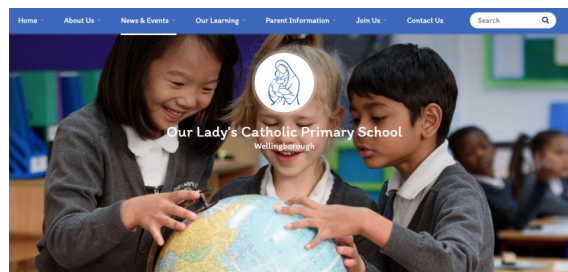 Home About Us News & Events Our Learning Parent Information Join Us Contact Us Search
Our Lady's Catholic Primary School
Wellingborough